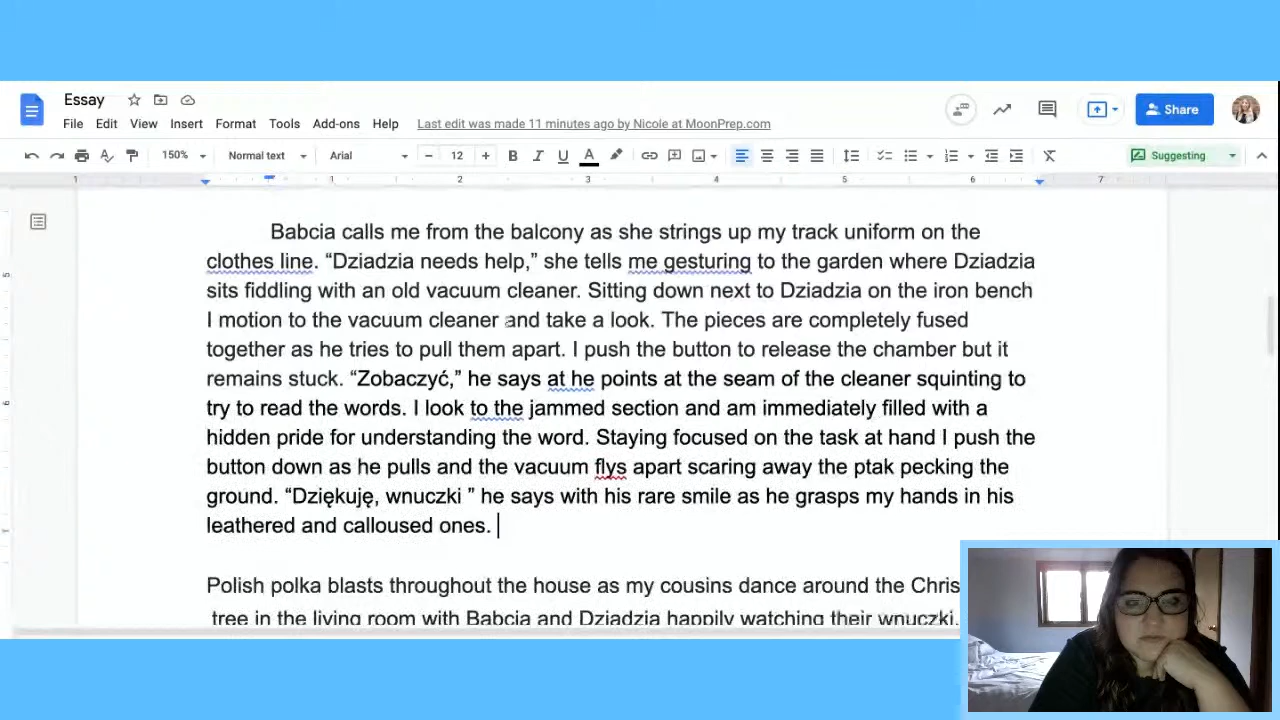 Essay
File Edit View Insert Format Tools Add-ons Help Last edit was made 11 minutes ago by Nicole at MoonPrep.com
Share
150% Normal text Arial 12 B I U A Suggesting
1 1 2 3 4 5 6 7
Babcia calls me from the balcony as she strings up my track uniform on the
clothes line. “Dziadzia needs help,” she tells me gesturing to the garden where Dziadzia
sits fiddling with an old vacuum cleaner. Sitting down next to Dziadzia on the iron bench
I motion to the vacuum cleaner and take a look. The pieces are completely fused
together as he tries to pull them apart. I push the button to release the chamber but it
remains stuck. “Zobaczyć,” he says at he points at the seam of the cleaner squinting to
try to read the words. I look to the jammed section and am immediately filled with a
hidden pride for understanding the word. Staying focused on the task at hand I push the
button down as he pulls and the vacuum flys apart scaring away the ptak pecking the
ground. “Dziękuję, wnuczki ” he says with his rare smile as he grasps my hands in his
leathered and calloused ones.
Polish polka blasts throughout the house as my cousins dance around the Chris
tree in the living room with Babcia and Dziadzia happily watching their wnuczki.